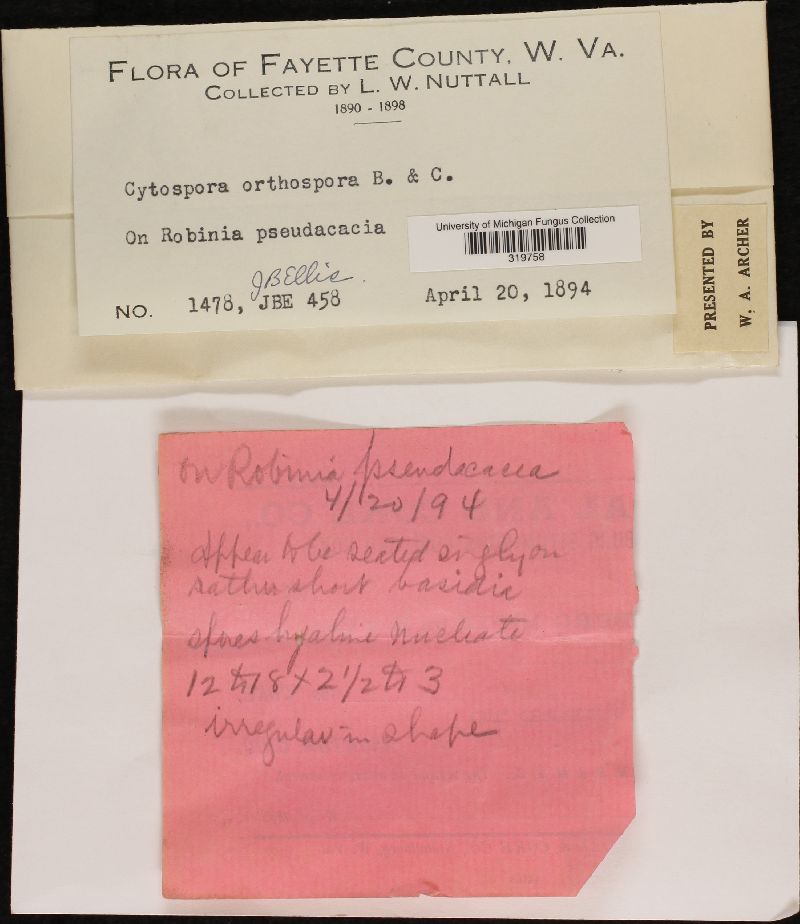 FLORA OF FAYETTE COUNTY, W. VA.
COLLECTED BY L. W. NUTTALL
1890 - 1898
Cytospora orthospora B. & C.
On Robinia pseudacacia
University of Michigan Fungus Collection
319758
J B Ellis.
NO. 1478, JBE 458
April 20, 1894
PRESENTED BY
W. A. ARCHER
on Robinia pseudacacia
4/20/94
appear to be seated singly on
rather short basidia
spores hyaline nucleate
12 to 18 x 2 1/2 to 3
irregular in shape